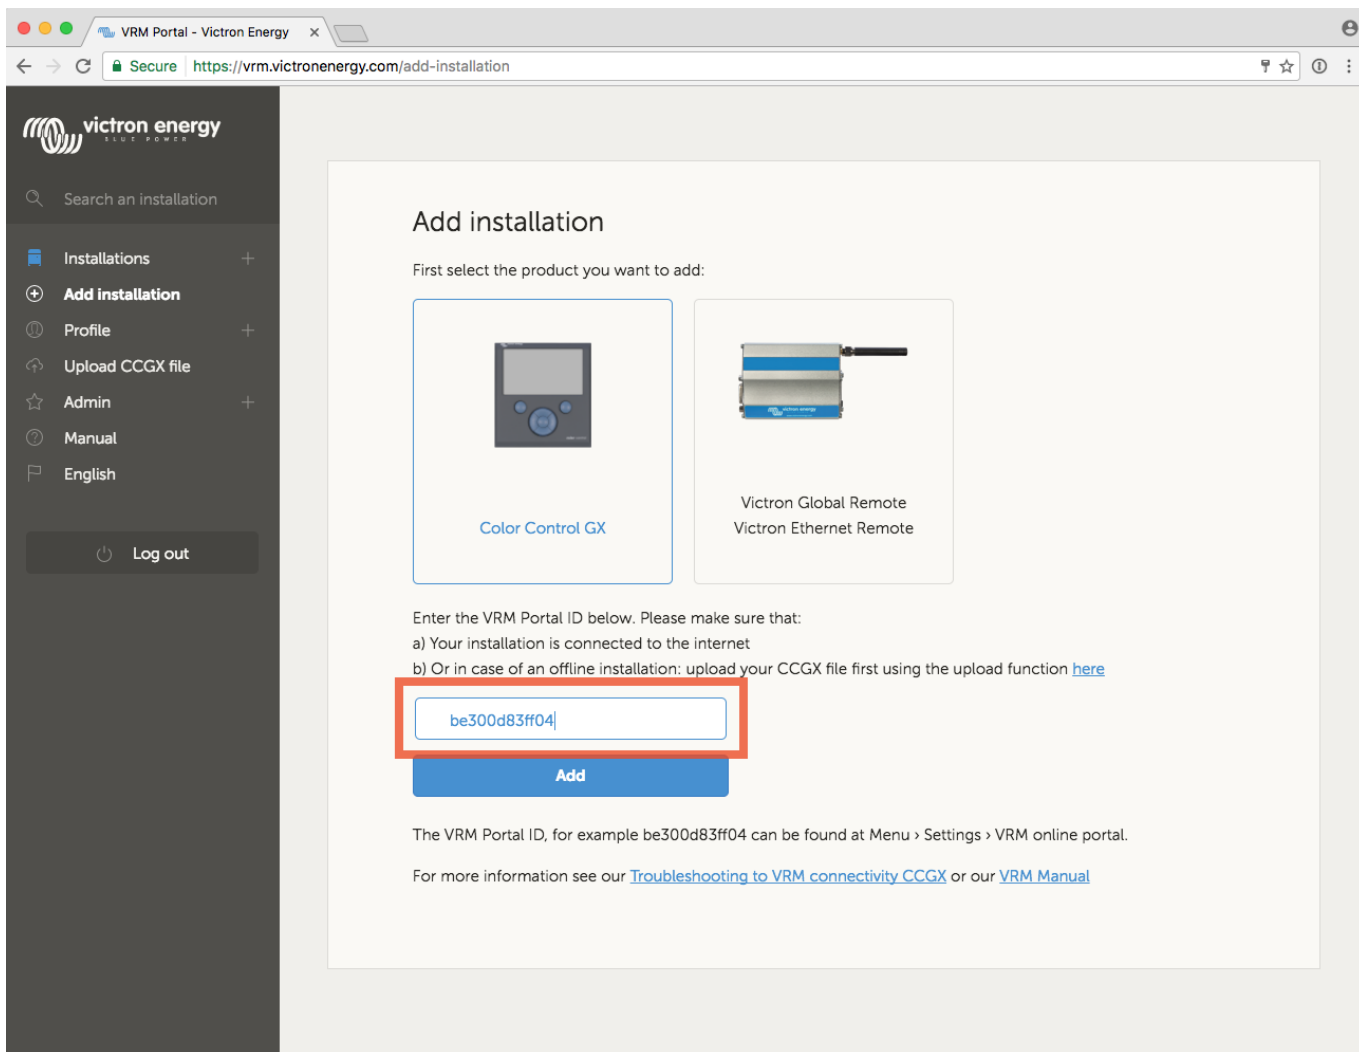 VRM Portal - Victron Energy
Secure https://vrm.victronenergy.com/add-installation
victron energy
BLUE POWER
Search an installation
Installations
Add installation
Profile
Upload CCGX file
Admin
Manual
English
Log out
Add installation
First select the product you want to add:
Color Control GX
victron energy
Victron Global Remote
Victron Ethernet Remote
Enter the VRM Portal ID below. Please make sure that:
a) Your installation is connected to the internet
b) Or in case of an offline installation: upload your CCGX file first using the upload function here
be300d83ff04
Add
The VRM Portal ID, for example be300d83ff04 can be found at Menu › Settings › VRM online portal.
For more information see our Troubleshooting to VRM connectivity CCGX or our VRM Manual